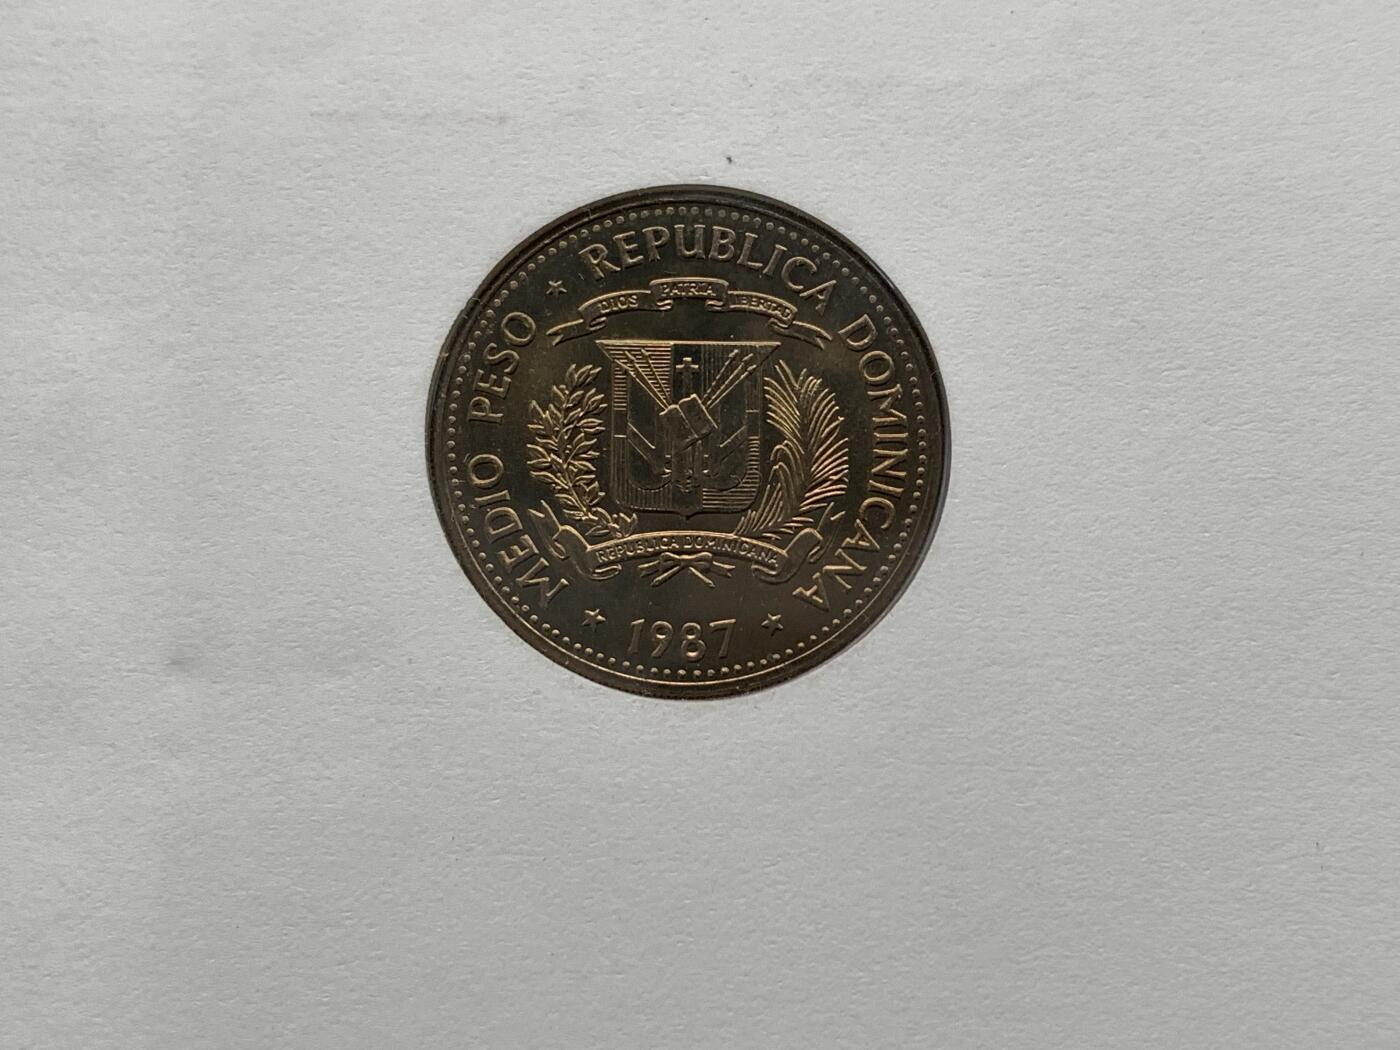 MEDIO PESO ★ REPUBLICA DOMINICANA
DIOS PATRIA LIBERTAD
REPUBLICA DOMINICANA
★ 1987 ★